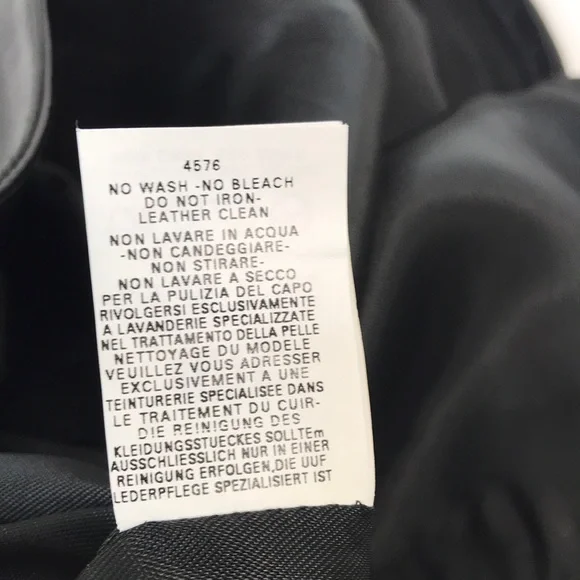 4576
NO WASH -NO BLEACH
DO NOT IRON-
LEATHER CLEAN
NON LAVARE IN ACQUA
-NON CANDEGGIARE-
NON STIRARE-
NON LAVARE A SECCO
PER LA PULIZIA DEL CAPO
RIVOLGERSI ESCLUSIVAMENTE
A LAVANDERIE SPECIALIZZATE
NEL TRATTAMENTO DELLA PELLE
NETTOYAGE DU MODELE
VEUILLEZ VOUS ADRESSER
EXCLUSIVEMENT A UNE
TEINTURERIE SPECIALISEE DANS
LE TRAITEMENT DU CUIR-
DIE REINIGUNG DES
KLEIDUNGSSTUECKES SOLLTEm
AUSSCHLIESSLICH NUR IN EINER
REINIGUNG ERFOLGEN,DIE UUF
LEDERPFLEGE SPEZIALISIERT IST